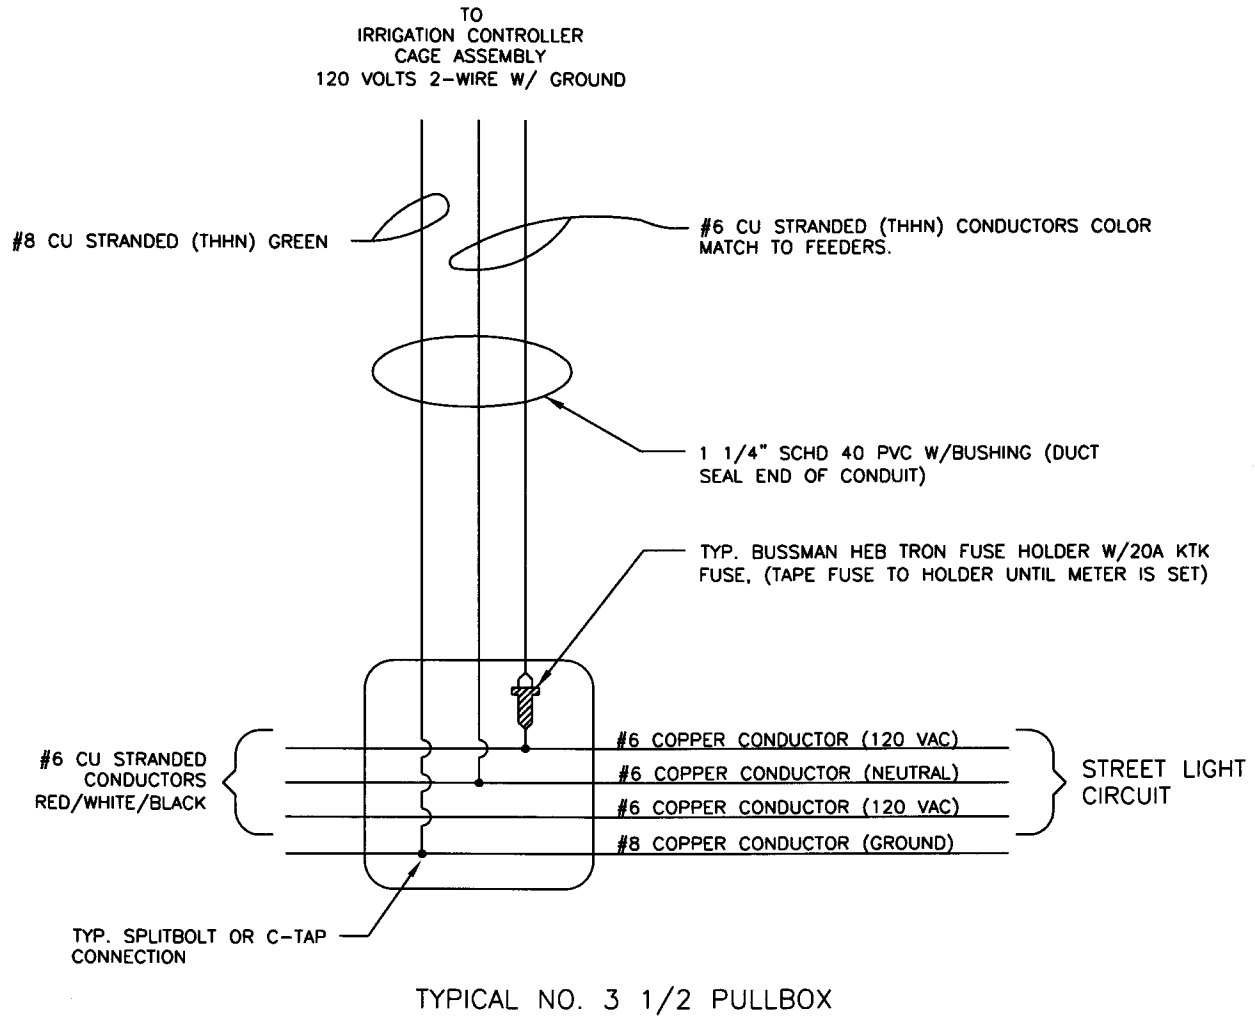 TO
IRRIGATION CONTROLLER
CAGE ASSEMBLY
120 VOLTS 2-WIRE W/ GROUND
#8 CU STRANDED (THHN) GREEN
#6 CU STRANDED (THHN) CONDUCTORS COLOR
MATCH TO FEEDERS.
1 1/4" SCHD 40 PVC W/BUSHING (DUCT
SEAL END OF CONDUIT)
TYP. BUSSMAN HEB TRON FUSE HOLDER W/20A KTK
FUSE, (TAPE FUSE TO HOLDER UNTIL METER IS SET)
#6 CU STRANDED
CONDUCTORS
RED/WHITE/BLACK
#6 COPPER CONDUCTOR (120 VAC)
#6 COPPER CONDUCTOR (NEUTRAL)
#6 COPPER CONDUCTOR (120 VAC)
#8 COPPER CONDUCTOR (GROUND)
STREET LIGHT
CIRCUIT
TYP. SPLITBOLT OR C-TAP
CONNECTION
TYPICAL NO. 3 1/2 PULLBOX